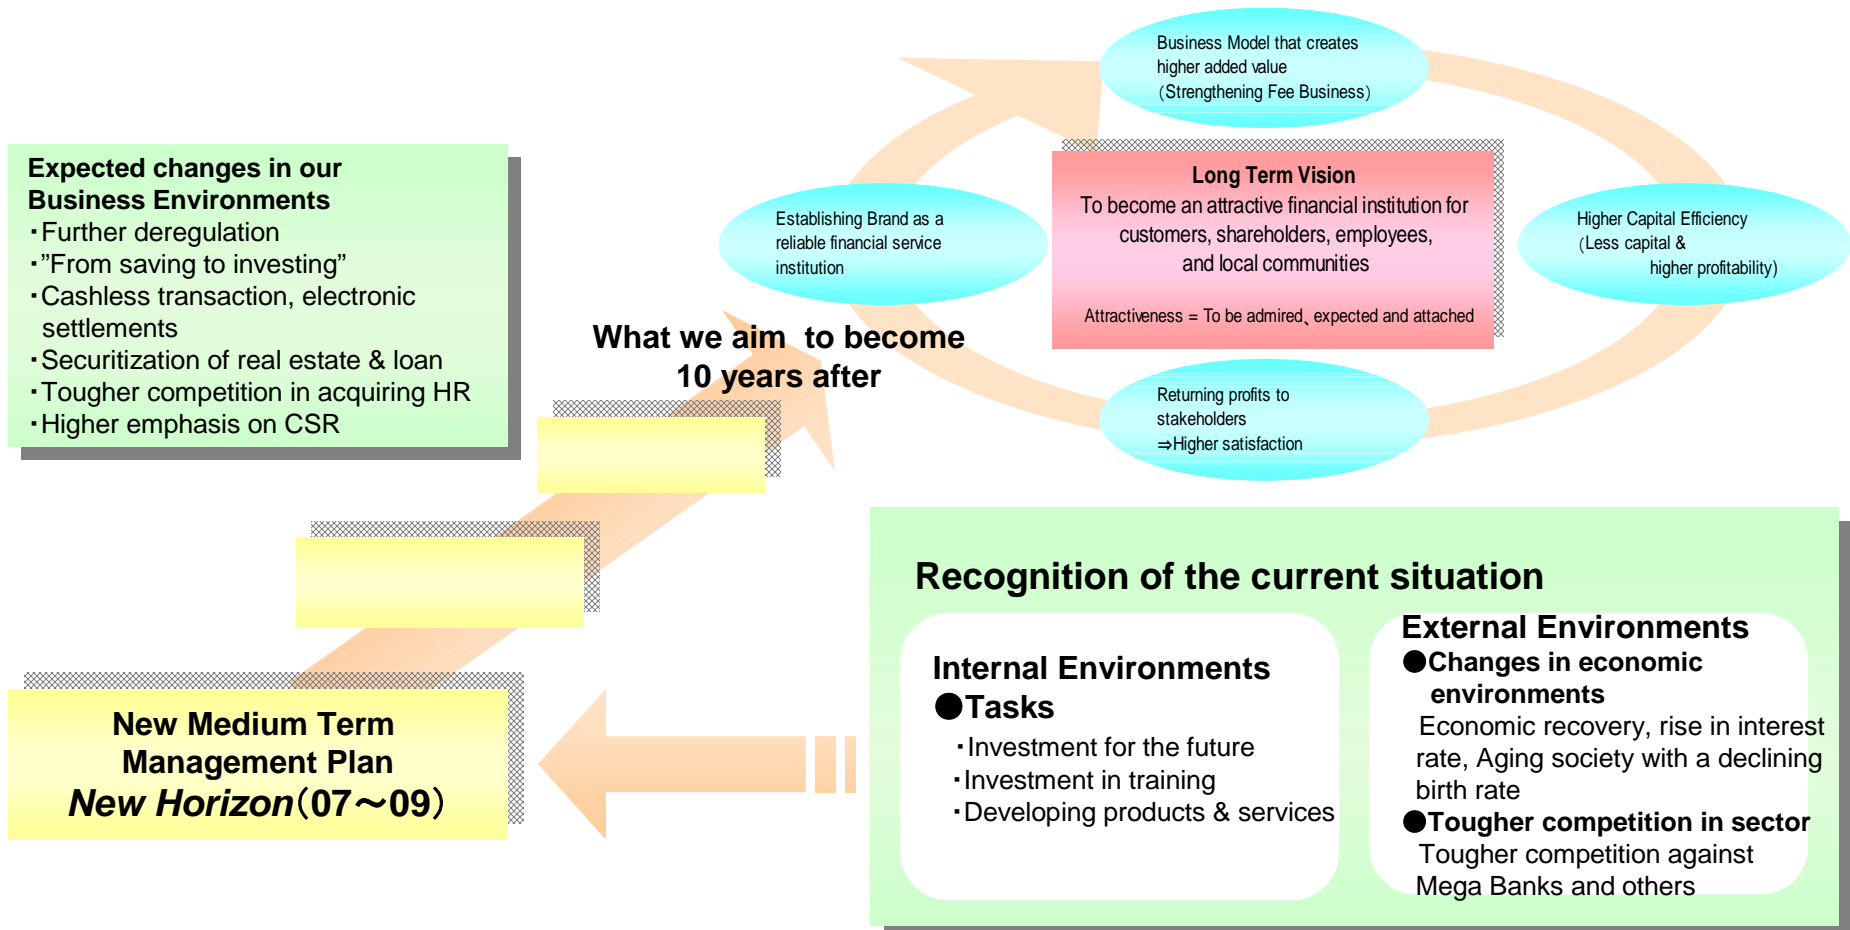 Business Model that creates
higher added value
(Strengthening Fee Business)
Expected changes in our
Business Environments
・Further deregulation
・”From saving to investing”
・Cashless transaction, electronic
settlements
・Securitization of real estate & loan
・Tougher competition in acquiring HR
・Higher emphasis on CSR
Establishing Brand as a
reliable financial service
institution
Long Term Vision
To become an attractive financial institution for
customers, shareholders, employees,
and local communities
Attractiveness = To be admired、expected and attached
Higher Capital Efficiency
(Less capital &
higher profitability)
What we aim to become
10 years after
Returning profits to
stakeholders
⇒Higher satisfaction
New Medium Term
Management Plan
New Horizon（07～09）
Recognition of the current situation
Internal Environments
●Tasks
・Investment for the future
・Investment in training
・Developing products & services
External Environments
●Changes in economic
environments
Economic recovery, rise in interest
rate, Aging society with a declining
birth rate
●Tougher competition in sector
Tougher competition against
Mega Banks and others